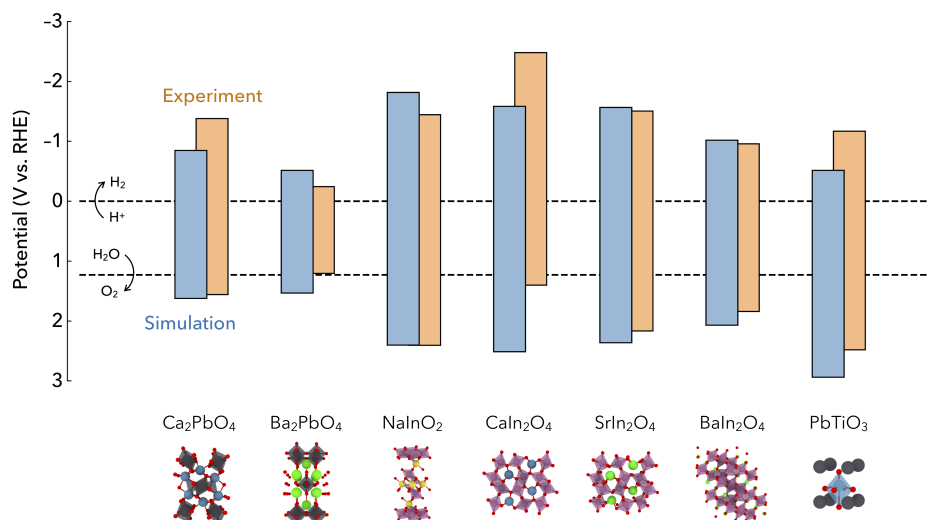 Potential (V vs. RHE)
–3
–2
–1
0
1
2
3
Experiment
H₂
H⁺
H₂O
O₂
Simulation
Ca₂PbO₄ Ba₂PbO₄ NaInO₂ CaIn₂O₄ SrIn₂O₄ BaIn₂O₄ PbTiO₃